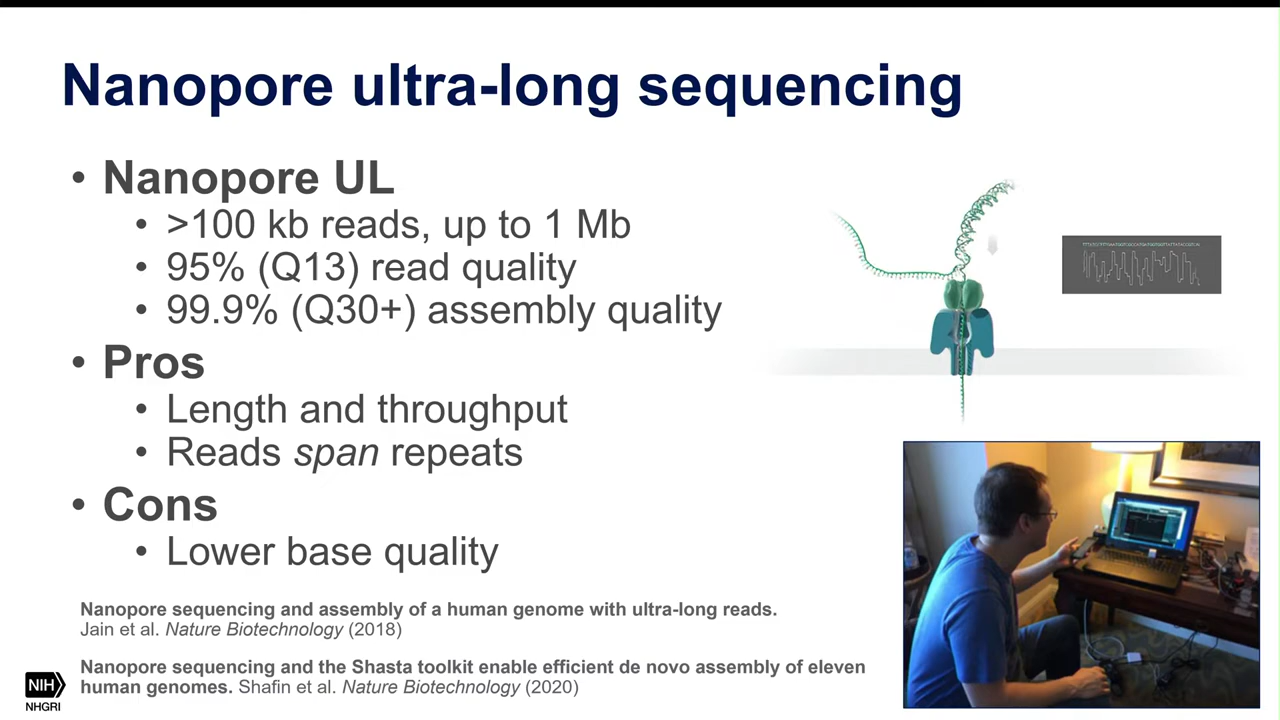 Nanopore ultra-long sequencing
• Nanopore UL
• >100 kb reads, up to 1 Mb
• 95% (Q13) read quality
• 99.9% (Q30+) assembly quality
• Pros
• Length and throughput
• Reads span repeats
• Cons
• Lower base quality
Nanopore sequencing and assembly of a human genome with ultra-long reads.
Jain et al. Nature Biotechnology (2018)
Nanopore sequencing and the Shasta toolkit enable efficient de novo assembly of eleven
human genomes. Shafin et al. Nature Biotechnology (2020)
NIH
NHGRI